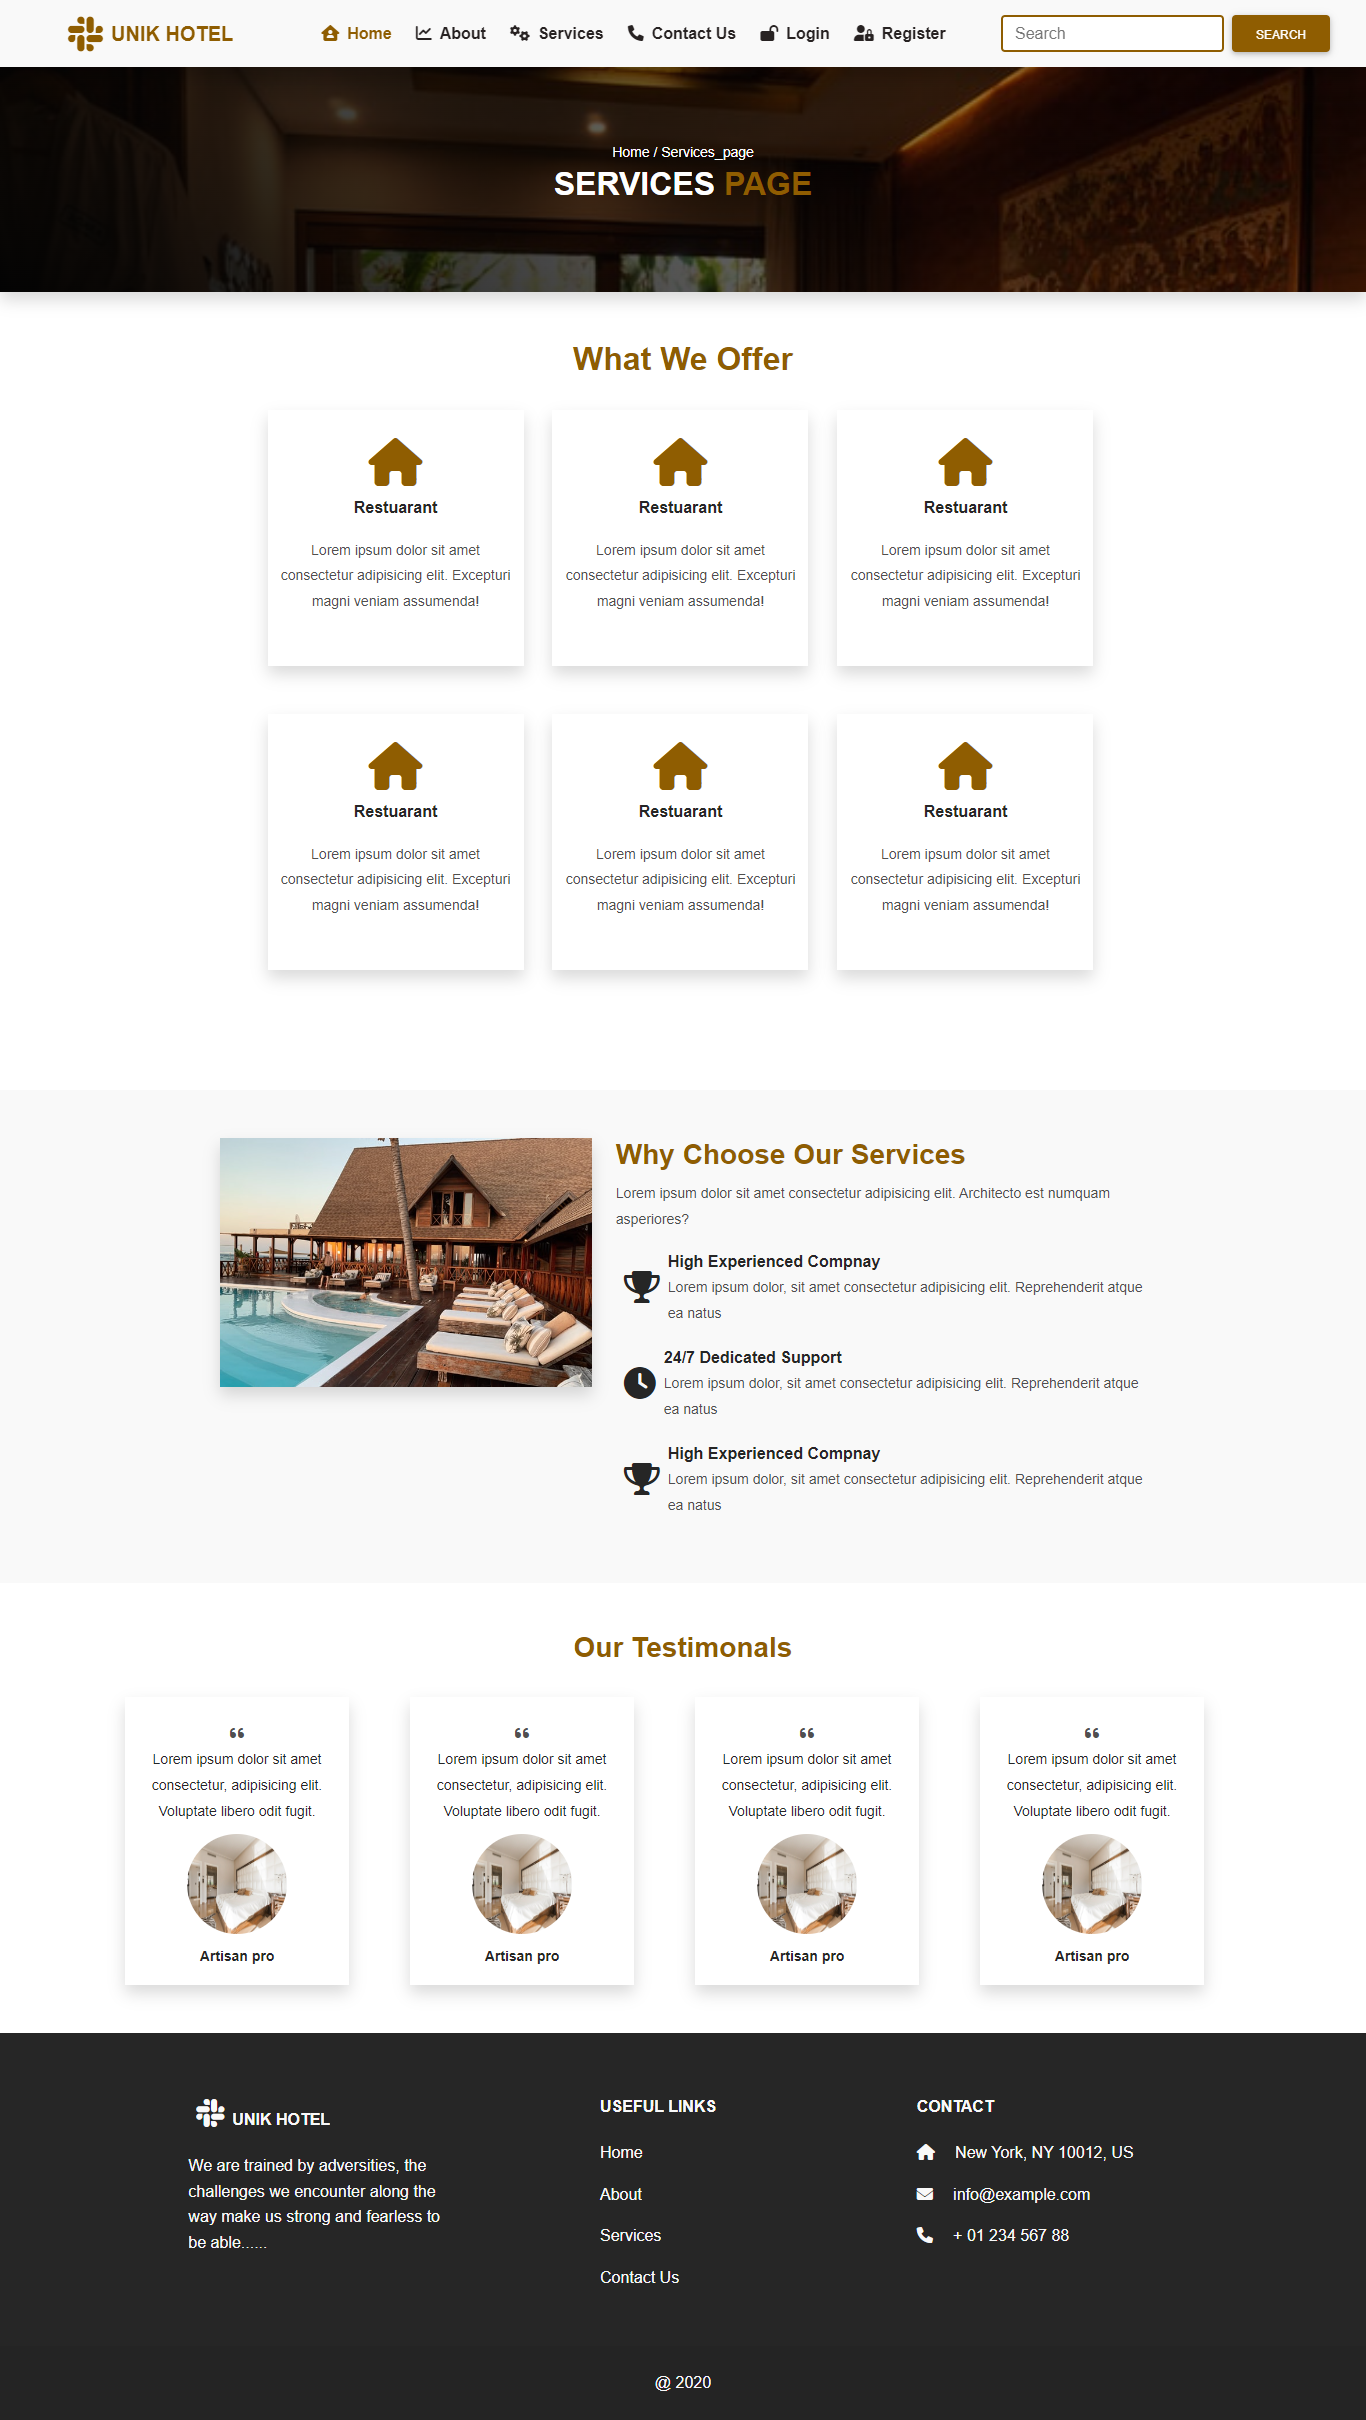 UNIK HOTEL
Home
About
Services
Contact Us
Login
Register
Search
SEARCH
Home / Services_page
SERVICES PAGE
What We Offer
Restuarant
Lorem ipsum dolor sit amet
consectetur adipisicing elit. Excepturi
magni veniam assumenda!
Restuarant
Lorem ipsum dolor sit amet
consectetur adipisicing elit. Excepturi
magni veniam assumenda!
Restuarant
Lorem ipsum dolor sit amet
consectetur adipisicing elit. Excepturi
magni veniam assumenda!
Restuarant
Lorem ipsum dolor sit amet
consectetur adipisicing elit. Excepturi
magni veniam assumenda!
Restuarant
Lorem ipsum dolor sit amet
consectetur adipisicing elit. Excepturi
magni veniam assumenda!
Restuarant
Lorem ipsum dolor sit amet
consectetur adipisicing elit. Excepturi
magni veniam assumenda!
Why Choose Our Services
Lorem ipsum dolor sit amet consectetur adipisicing elit. Architecto est numquam
asperiores?
High Experienced Compnay
Lorem ipsum dolor, sit amet consectetur adipisicing elit. Reprehenderit atque
ea natus
24/7 Dedicated Support
Lorem ipsum dolor, sit amet consectetur adipisicing elit. Reprehenderit atque
ea natus
High Experienced Compnay
Lorem ipsum dolor, sit amet consectetur adipisicing elit. Reprehenderit atque
ea natus
Our Testimonals
Lorem ipsum dolor sit amet
consectetur, adipisicing elit.
Voluptate libero odit fugit.
Artisan pro
Lorem ipsum dolor sit amet
consectetur, adipisicing elit.
Voluptate libero odit fugit.
Artisan pro
Lorem ipsum dolor sit amet
consectetur, adipisicing elit.
Voluptate libero odit fugit.
Artisan pro
Lorem ipsum dolor sit amet
consectetur, adipisicing elit.
Voluptate libero odit fugit.
Artisan pro
UNIK HOTEL
We are trained by adversities, the
challenges we encounter along the
way make us strong and fearless to
be able......
USEFUL LINKS
Home
About
Services
Contact Us
CONTACT
New York, NY 10012, US
info@example.com
+ 01 234 567 88
@ 2020